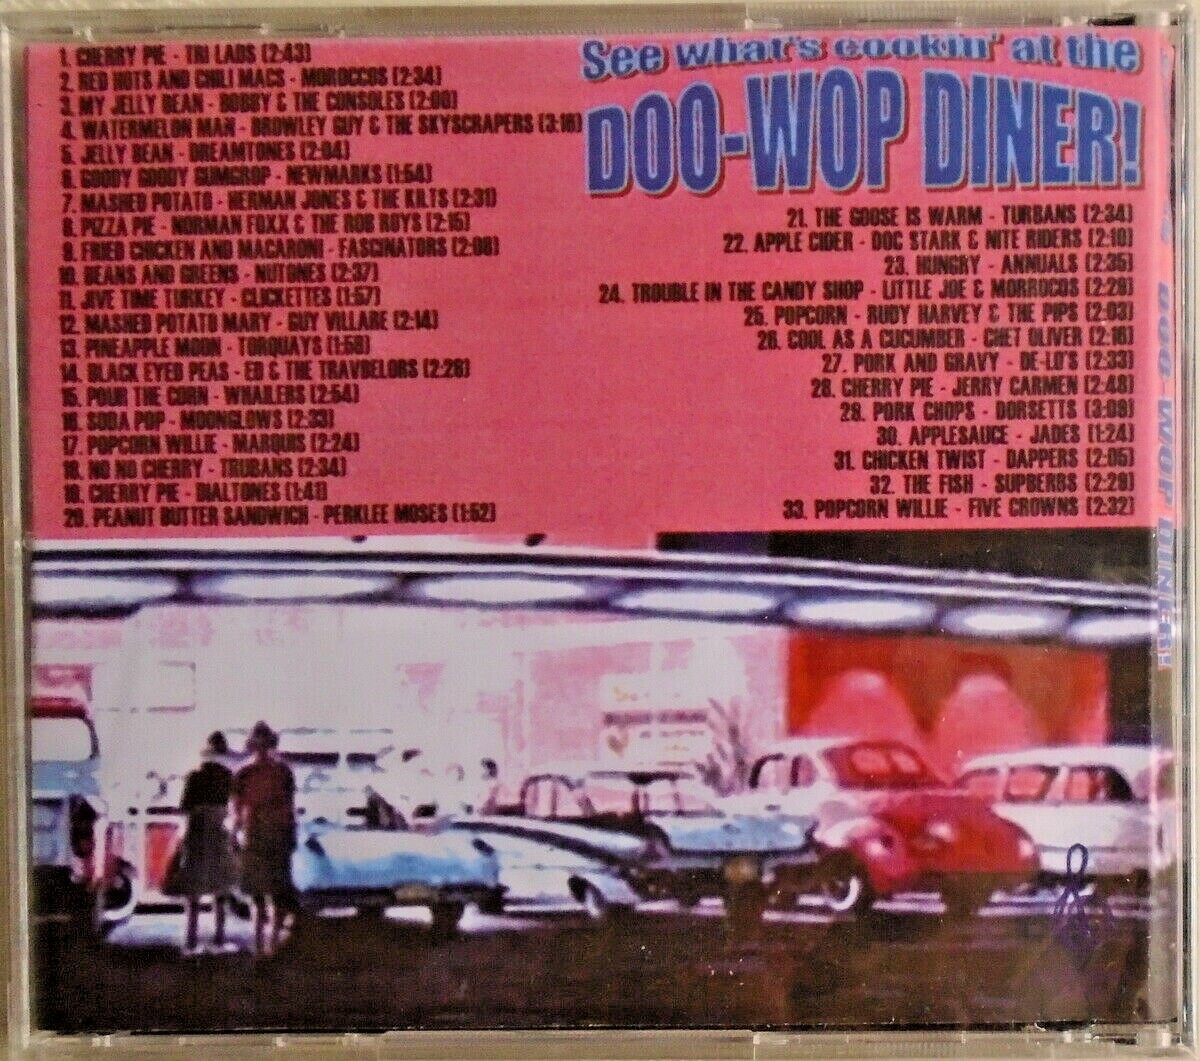 1. CHERRY PIE - TRI LADS (2:43)
2. RED HOTS AND CHILI MACS - MOROCCOS (2:34)
3. MY JELLY BEAN - BOBBY & THE CONSOLES (2:00)
4. WATERMELON MAN - BROWLEY GUY & THE SKYSCRAPERS (3:16)
5. JELLY BEAN - DREAMTONES (2:04)
6. GOODY GOODY GUMGROP - NEWMARKS (1:54)
7. MASHED POTATO - HERMAN JONES & THE KILTS (2:31)
8. PIZZA PIE - NORMAN FOXX & THE ROB ROYS (2:15)
9. FRIED CHICKEN AND MACARONI - FASCINATORS (2:08)
10. BEANS AND GREENS - NUTONES (2:37)
11. JIVE TIME TURKEY - CLICKETTES (1:57)
12. MASHED POTATO MARY - GUY VILLARE (2:14)
13. PINEAPPLE MOON - TORQUAYS (1:58)
14. BLACK EYED PEAS - ED & THE TRAVDELORS (2:28)
15. POUR THE CORN - WHAILERS (2:54)
16. SODA POP - MOONGLOWS (2:33)
17. POPCORN WILLIE - MARQUIS (2:24)
18. NO NO CHERRY - TRUBANS (2:34)
19. CHERRY PIE - DIALTONES (1:41)
20. PEANUT BUTTER SANDWICH - PERKLEE MOSES (1:52)
See what's cookin' at the
DOO-WOP DINER!
21. THE GOOSE IS WARM - TURBANS (2:34)
22. APPLE CIDER - DOC STARK & NITE RIDERS (2:10)
23. HUNGRY - ANNUALS (2:35)
24. TROUBLE IN THE CANDY SHOP - LITTLE JOE & MORROCOS (2:29)
25. POPCORN - RUDY HARVEY & THE PIPS (2:03)
26. COOL AS A CUCUMBER - CHET OLIVER (2:16)
27. PORK AND GRAVY - DE-LO'S (2:33)
28. CHERRY PIE - JERRY CARMEN (2:48)
29. PORK CHOPS - DORSETTS (3:09)
30. APPLESAUCE - JADES (1:24)
31. CHICKEN TWIST - DAPPERS (2:05)
32. THE FISH - SUPBERBS (2:29)
33. POPCORN WILLIE - FIVE CROWNS (2:32)
DOO-WOP DINER!